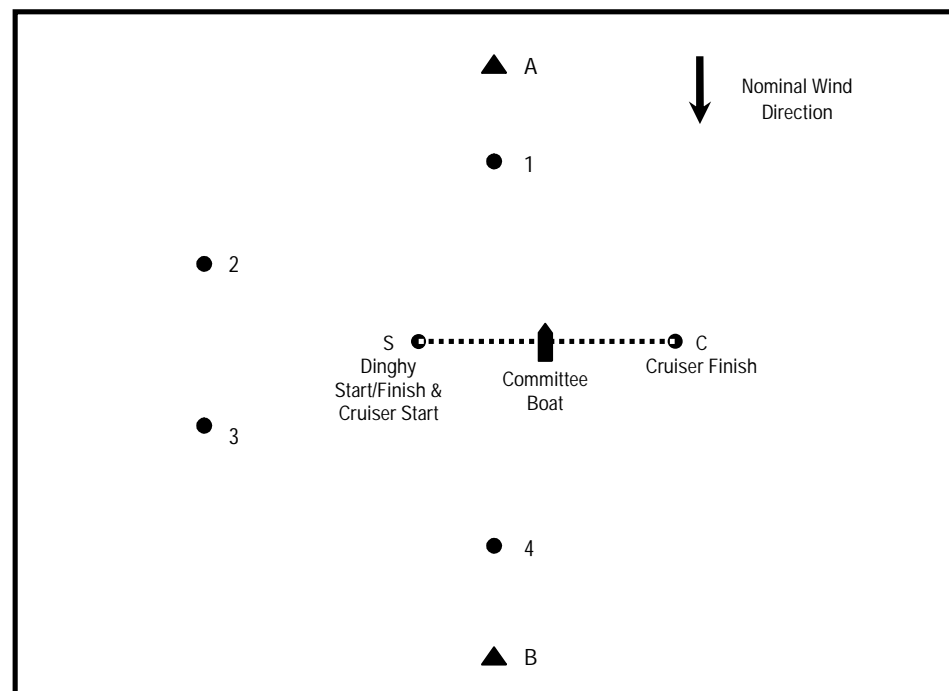 A
Nominal Wind
Direction
1
2
S
C
Dinghy
Start/Finish &
Cruiser Start
Committee
Boat
Cruiser Finish
3
4
B